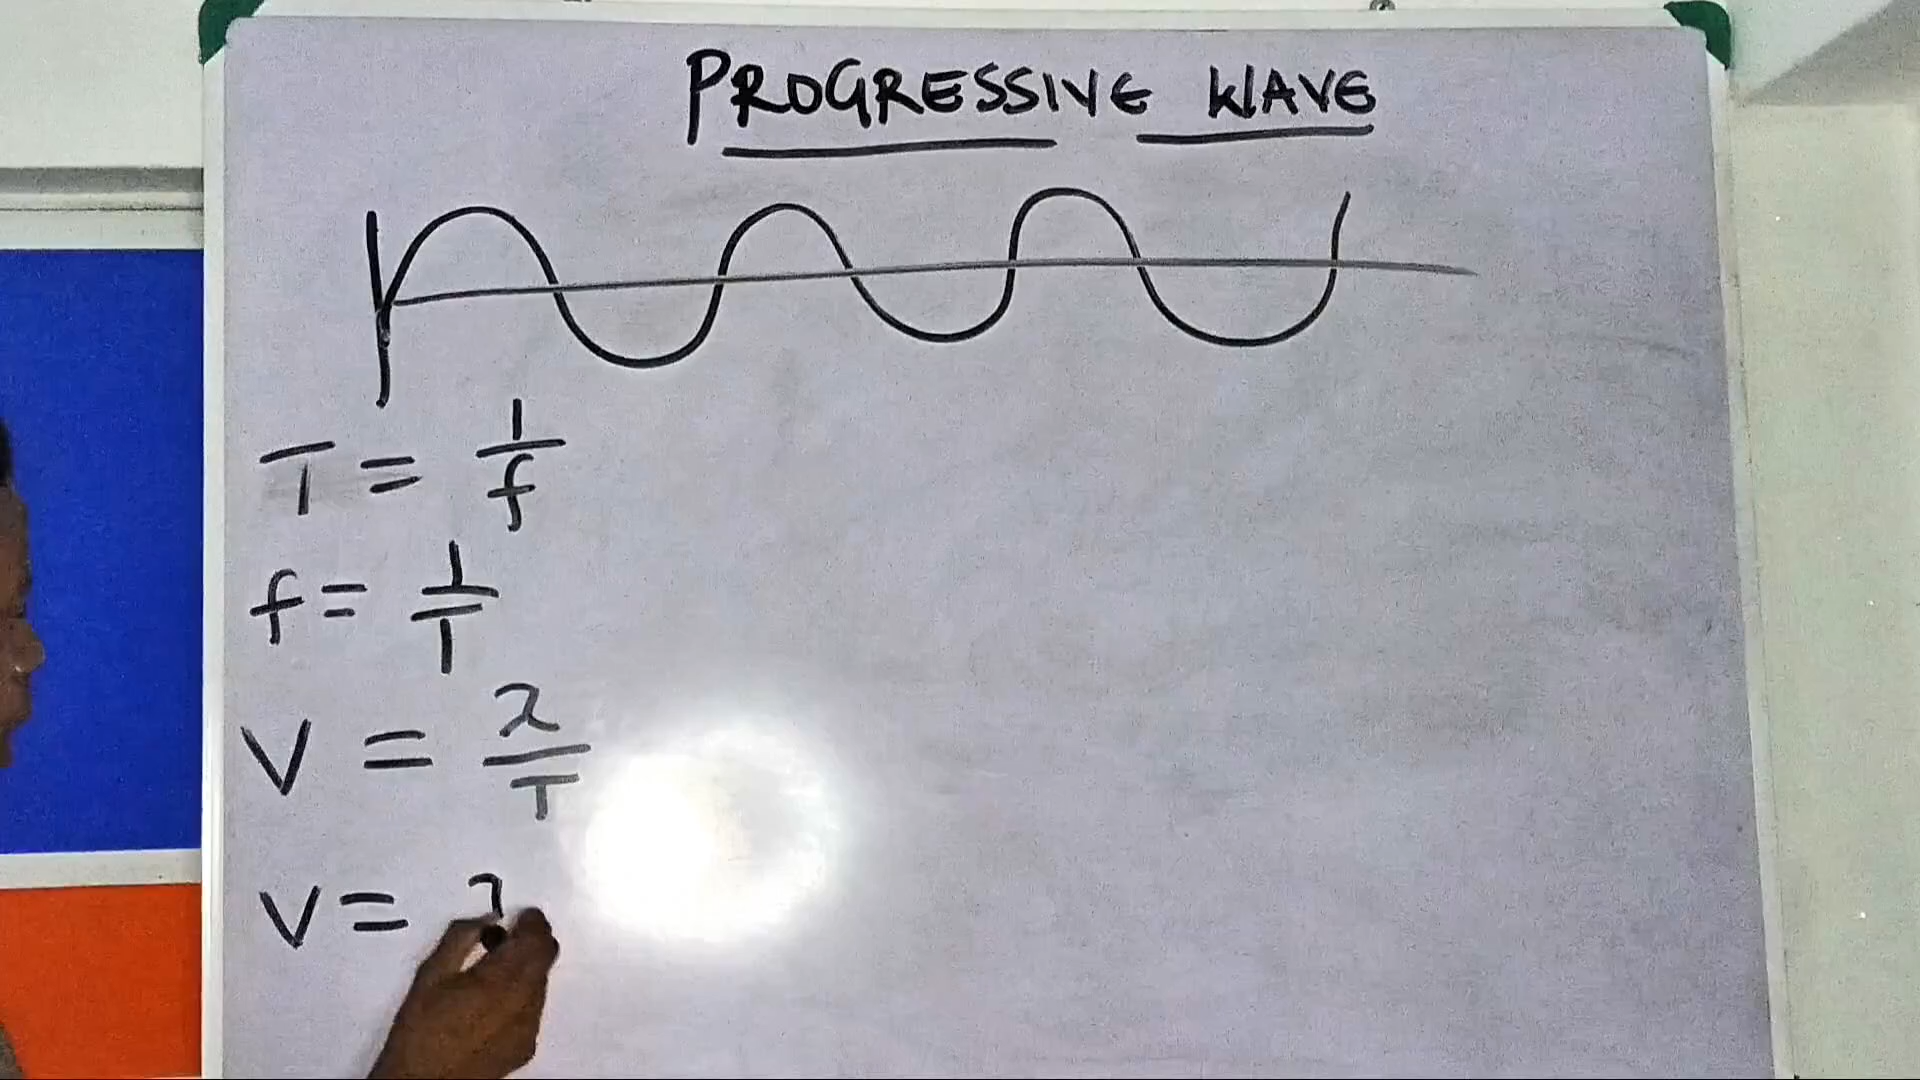 PROGRESSIVE WAVE
T = 1/f
f = 1/T
V = λ/T
V =